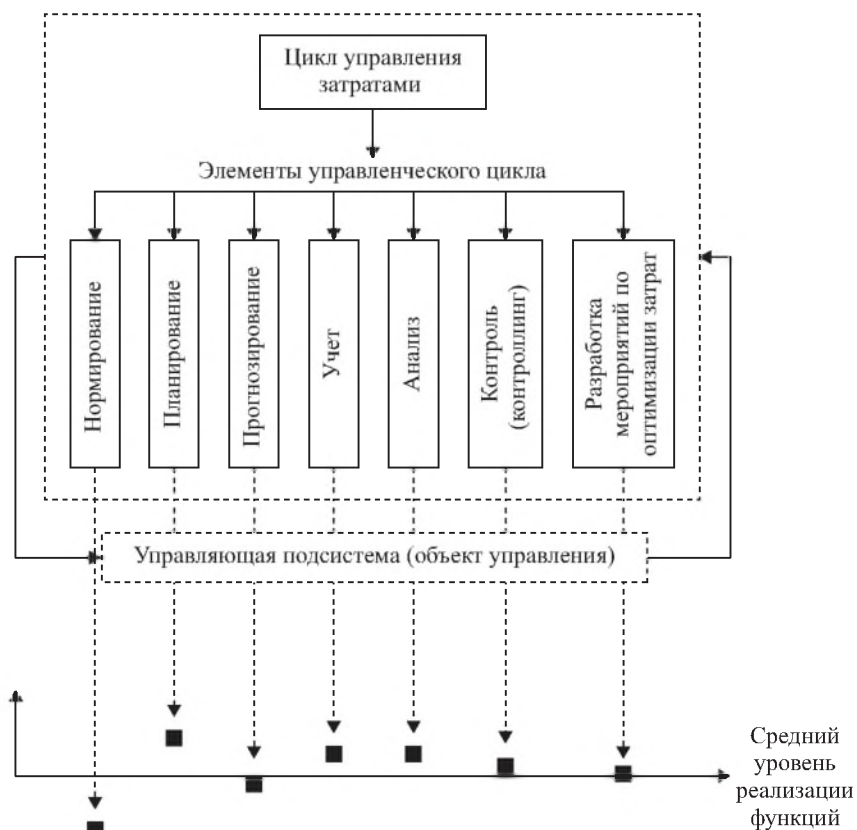 Цикл управления
затратами
Элементы управленческого цикла
Нормирование
Планирование
Прогнозирование
Учет
Анализ
Контроль
(контроллинг)
Разработка
мероприятий по
оптимизации затрат
Управляющая подсистема (объект управления)
Средний
уровень
реализации
функций